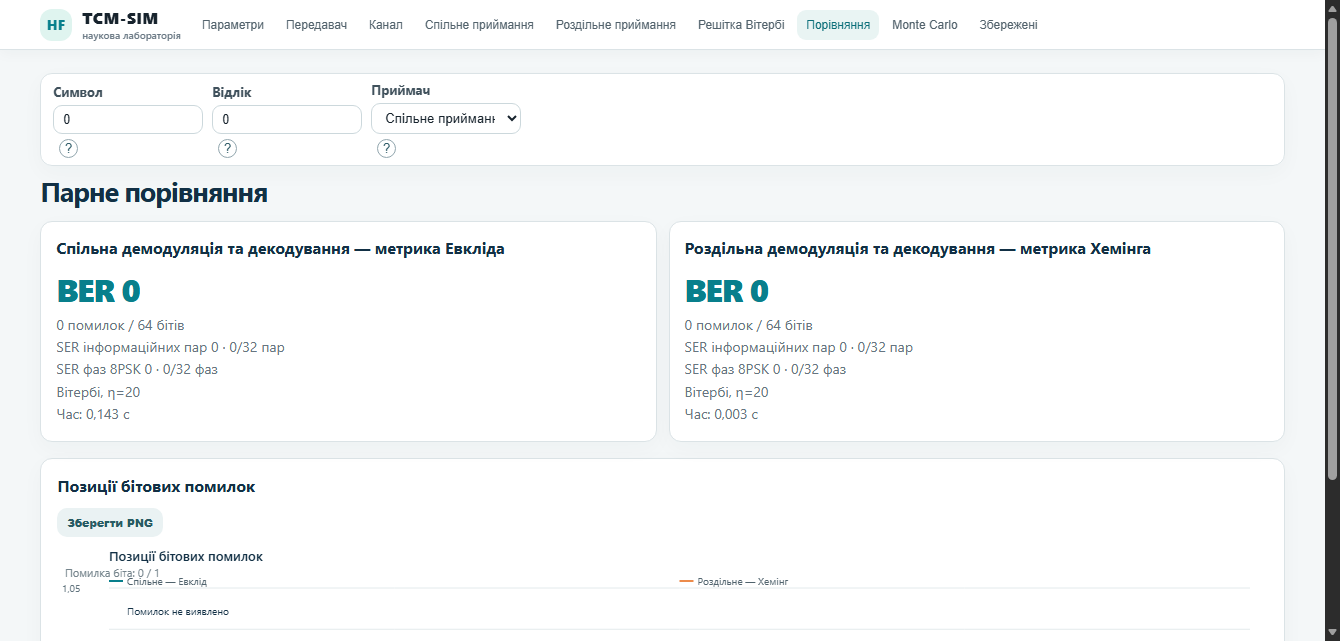 HF
TCM-SIM
наукова лабораторія
Параметри
Передавач
Канал
Спільне приймання
Роздільне приймання
Решітка Вітербі
Порівняння
Monte Carlo
Збережені
Символ
Відлік
Приймач
0
0
Спільне приймань
?
?
?
Парне порівняння
Спільна демодуляція та декодування — метрика Евкліда
BER 0
0 помилок / 64 бітів
SER інформаційних пар 0 · 0/32 пар
SER фаз 8PSK 0 · 0/32 фаз
Вітербі, η=20
Час: 0,143 с
Роздільна демодуляція та декодування — метрика Хемінга
BER 0
0 помилок / 64 бітів
SER інформаційних пар 0 · 0/32 пар
SER фаз 8PSK 0 · 0/32 фаз
Вітербі, η=20
Час: 0,003 с
Позиції бітових помилок
Зберегти PNG
Позиції бітових помилок
Помилка біта: 0 / 1
Спільне — Евклід
Роздільне — Хемінг
1,05
Помилок не виявлено